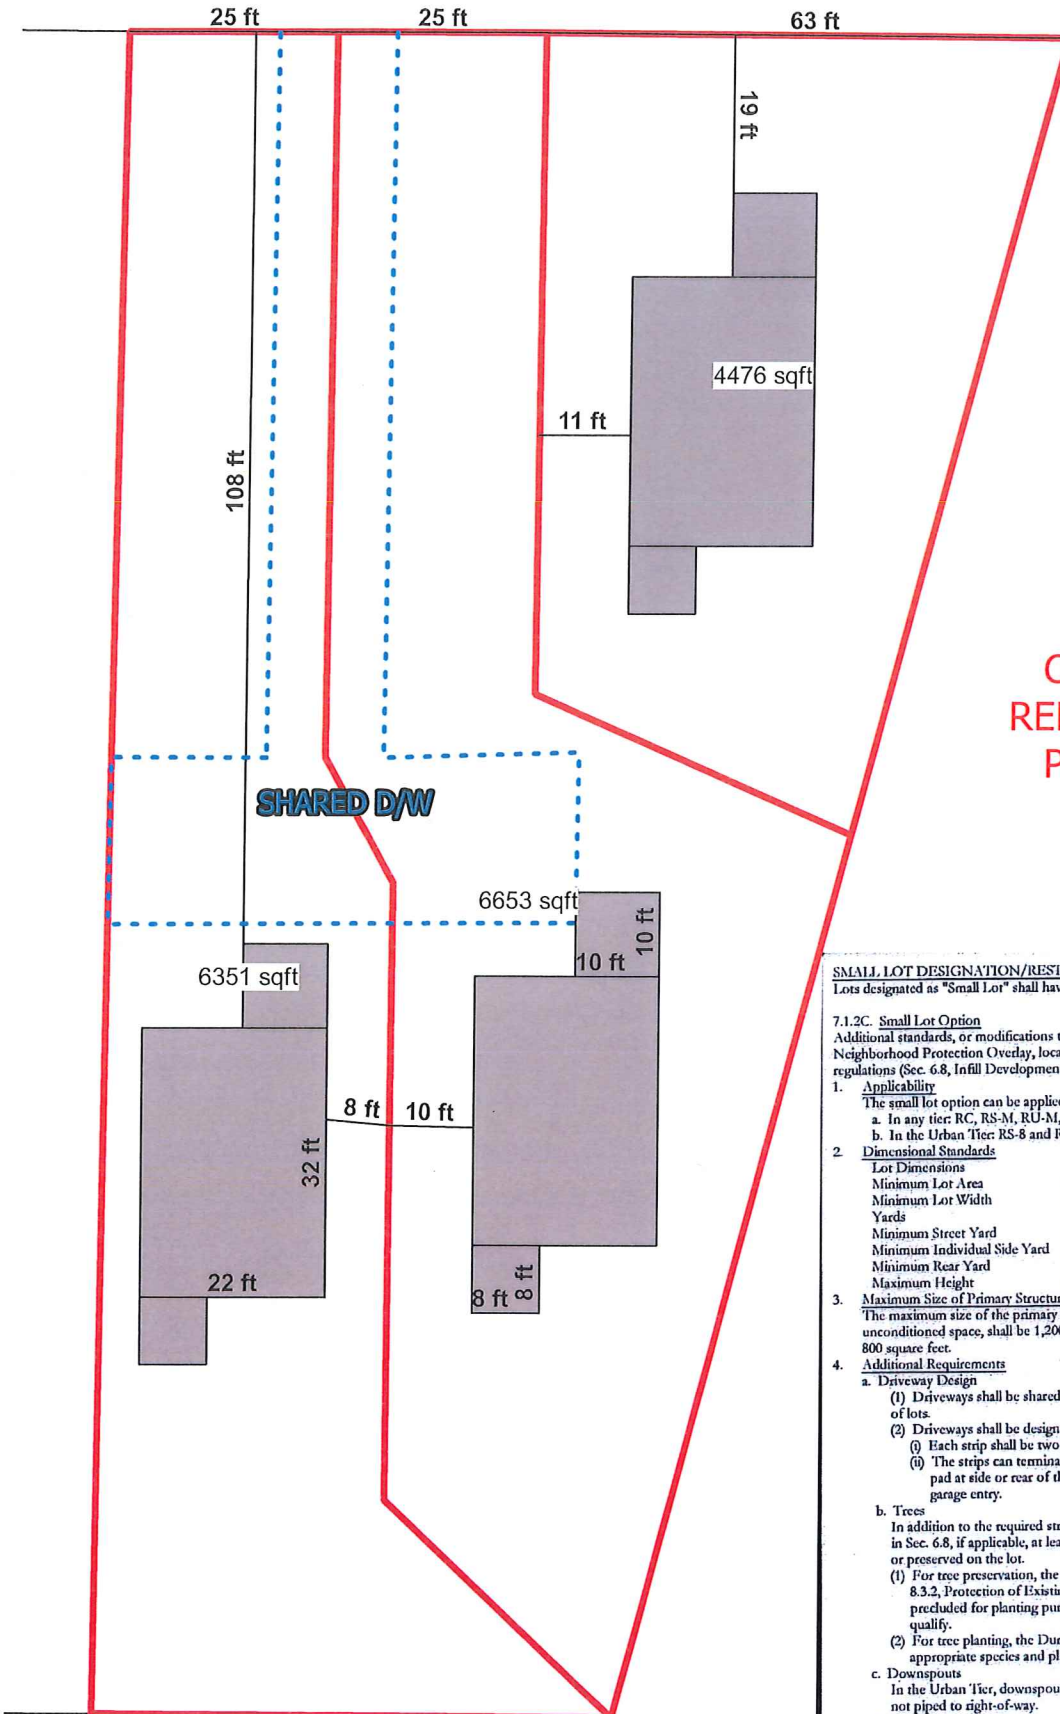 25 ft
25 ft
63 ft
19 ft
4476 sqft
11 ft
108 ft
SHARED D/W
6653 sqft
10 ft
10 ft
6351 sqft
8 ft
10 ft
32 ft
22 ft
8 ft
8 ft
SMALL LOT DESIGNATION/REST
Lots designated as "Small Lot" shall hav
7.1.2C. Small Lot Option
Additional standards, or modifications t
Neighborhood Protection Overlay, loca
regulations (Sec. 6.8, Infill Developmen
1. Applicability
The small lot option can be applied
a. In any tier: RC, RS-M, RU-M,
b. In the Urban Tier: RS-8 and
2. Dimensional Standards
Lot Dimensions
Minimum Lot Area
Minimum Lot Width
Yards
Minimum Street Yard
Minimum Individual Side Yard
Minimum Rear Yard
Maximum Height
3. Maximum Size of Primary Structur
The maximum size of the primary
unconditioned space, shall be 1,200
800 square feet.
4. Additional Requirements
a. Driveway Design
(1) Driveways shall be shared
of lots.
(2) Driveways shall be design
(i) Each strip shall be two
(ii) The strips can termina
pad at side or rear of th
garage entry.
b. Trees
In addition to the required str
in Sec. 6.8, if applicable, at lea
or preserved on the lot.
(1) For tree preservation, the
8.3.2, Protection of Existin
precluded for planting pur
qualify.
(2) For tree planting, the Dur
appropriate species and pl
c. Downspouts
In the Urban Tier, downspou
not piped to right-of-way.